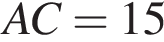 AC = 15